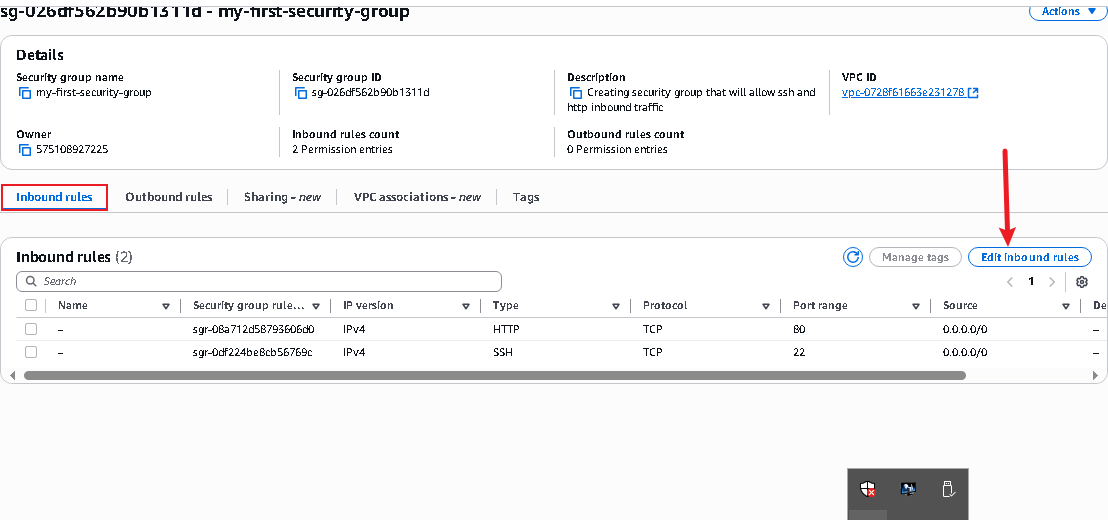 sg-026df562b90b1311d - my-first-security-group
Actions
Details
Security group name
my-first-security-group
Security group ID
sg-026df562b90b1311d
Description
Creating security group that will allow ssh and
http inbound traffic
VPC ID
vpc-0728f61663e231278
Owner
575108927225
Inbound rules count
2 Permission entries
Outbound rules count
0 Permission entries
Inbound rules
Outbound rules
Sharing - new
VPC associations - new
Tags
Inbound rules (2)
Manage tags
Edit inbound rules
Search
1
Name
Security group rule...
IP version
Type
Protocol
Port range
Source
De
–
sgr-08a712d58793606d0
IPv4
HTTP
TCP
80
0.0.0.0/0
–
–
sgr-0df224be8cb56769c
IPv4
SSH
TCP
22
0.0.0.0/0
–